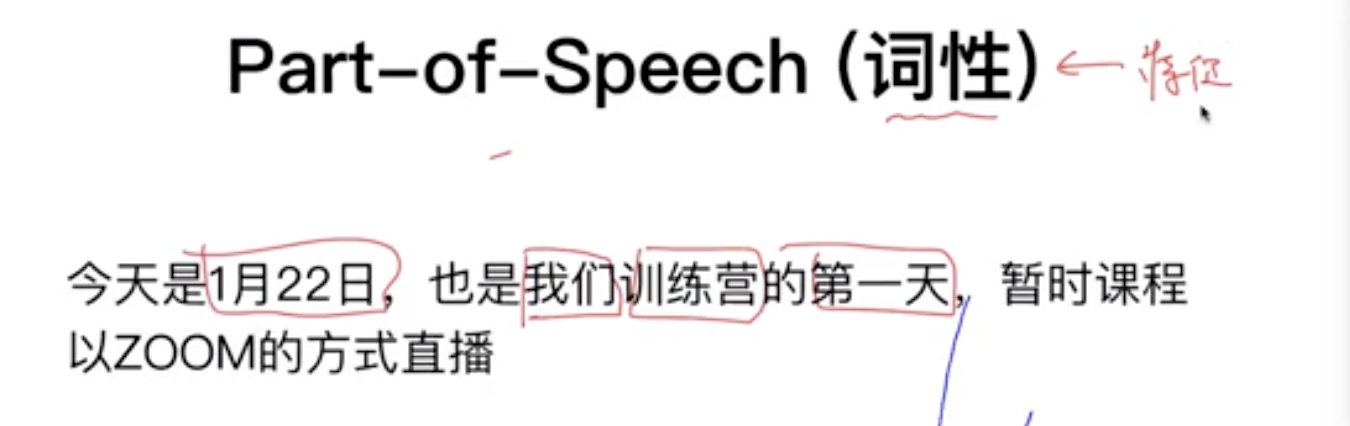 Part-of-Speech (词性) ← 特征
今天是1月22日，也是我们训练营的第一天，暂时课程
以ZOOM的方式直播